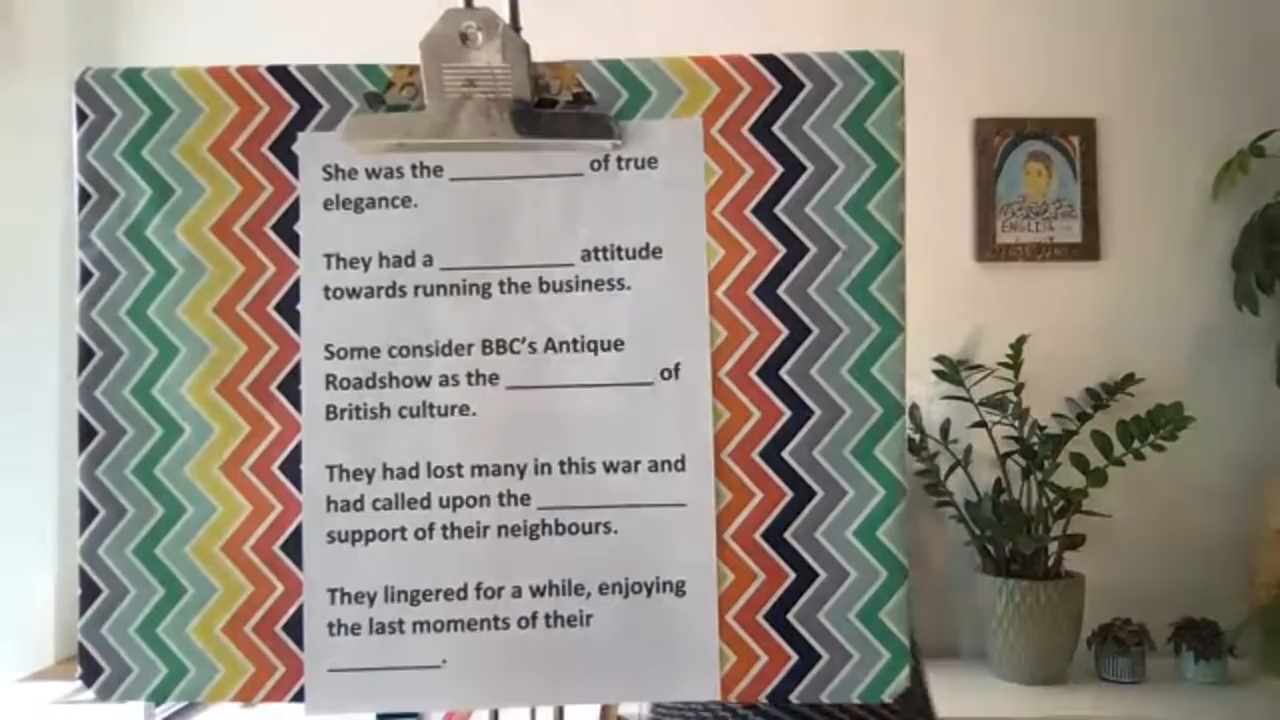 She was the ____________ of true
elegance.
They had a ____________ attitude
towards running the business.
Some consider BBC's Antique
Roadshow as the _____________ of
British culture.
They had lost many in this war and
had called upon the _____________
support of their neighbours.
They lingered for a while, enjoying
the last moments of their
__________.
ENGLISH